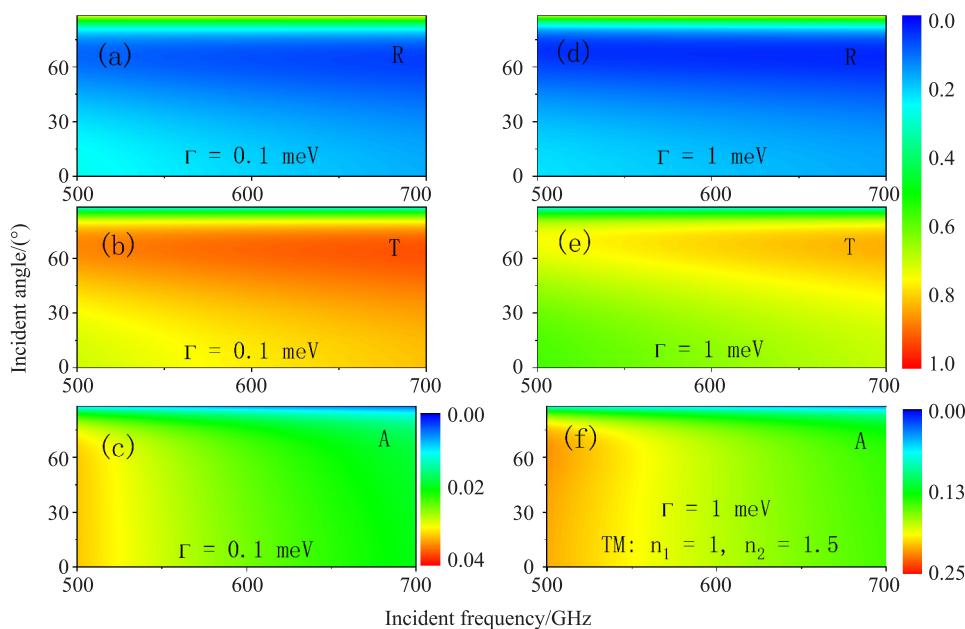 (a)
R
Γ = 0.1 meV
60
30
0
500
600
700
(d)
R
Γ = 1 meV
60
30
0
500
600
700
0.0
0.2
0.4
0.6
0.8
1.0
(b)
T
Γ = 0.1 meV
60
30
0
500
600
700
(e)
T
Γ = 1 meV
60
30
0
500
600
700
Incident angle/(°)
(c)
A
Γ = 0.1 meV
60
30
0
500
600
700
0.00
0.02
0.04
(f)
A
Γ = 1 meV
TM: n₁ = 1, n₂ = 1.5
60
30
0
500
600
700
0.00
0.13
0.25
Incident frequency/GHz